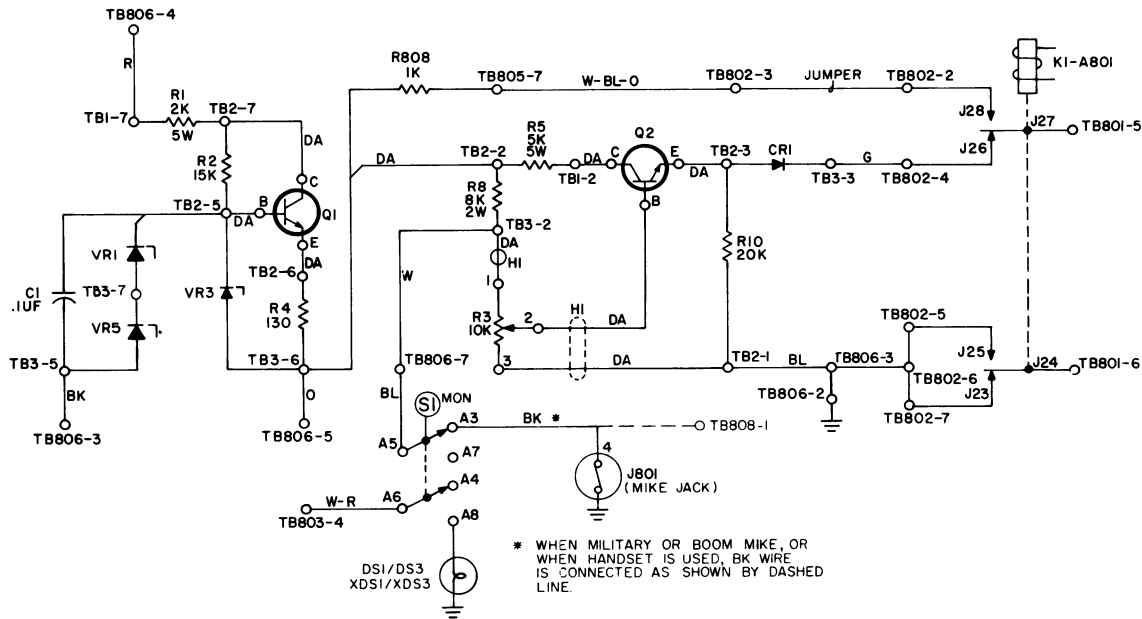 TB806-4
R
TB1-7
R1
2K
5W
TB2-7
DA
R2
15K
C
B
Q1
TB2-5
DA
E
DA
TB2-6
R4
130
VR1
TB3-7
VR5
VR3
C1
.1UF
TB3-5
BK
TB806-3
TB3-6
O
TB806-5
R808
1K
TB805-7
W-BL-O
TB802-3
JUMPER
TB802-2
K1-A801
J28
J27
TB801-5
J26
DA
TB2-2
R5
5K
5W
DA
TB1-2
C
Q2
E
DA
B
TB2-3
CR1
TB3-3
G
TB802-4
R8
8K
2W
TB3-2
DA
H1
W
1
R3
10K
2
H1
DA
3
DA
R10
20K
TB2-1
BL
TB806-3
TB806-2
TB802-5
TB802-6
TB802-7
J25
J24
J23
TB801-6
TB806-7
BL
S1
MON
A3
BK *
TB808-1
A5
A7
A4
A6
W-R
TB803-4
A8
4
J801
(MIKE JACK)
DS1/DS3
XDS1/XDS3
* WHEN MILITARY OR BOOM MIKE, OR
WHEN HANDSET IS USED, BK WIRE
IS CONNECTED AS SHOWN BY DASHED
LINE.